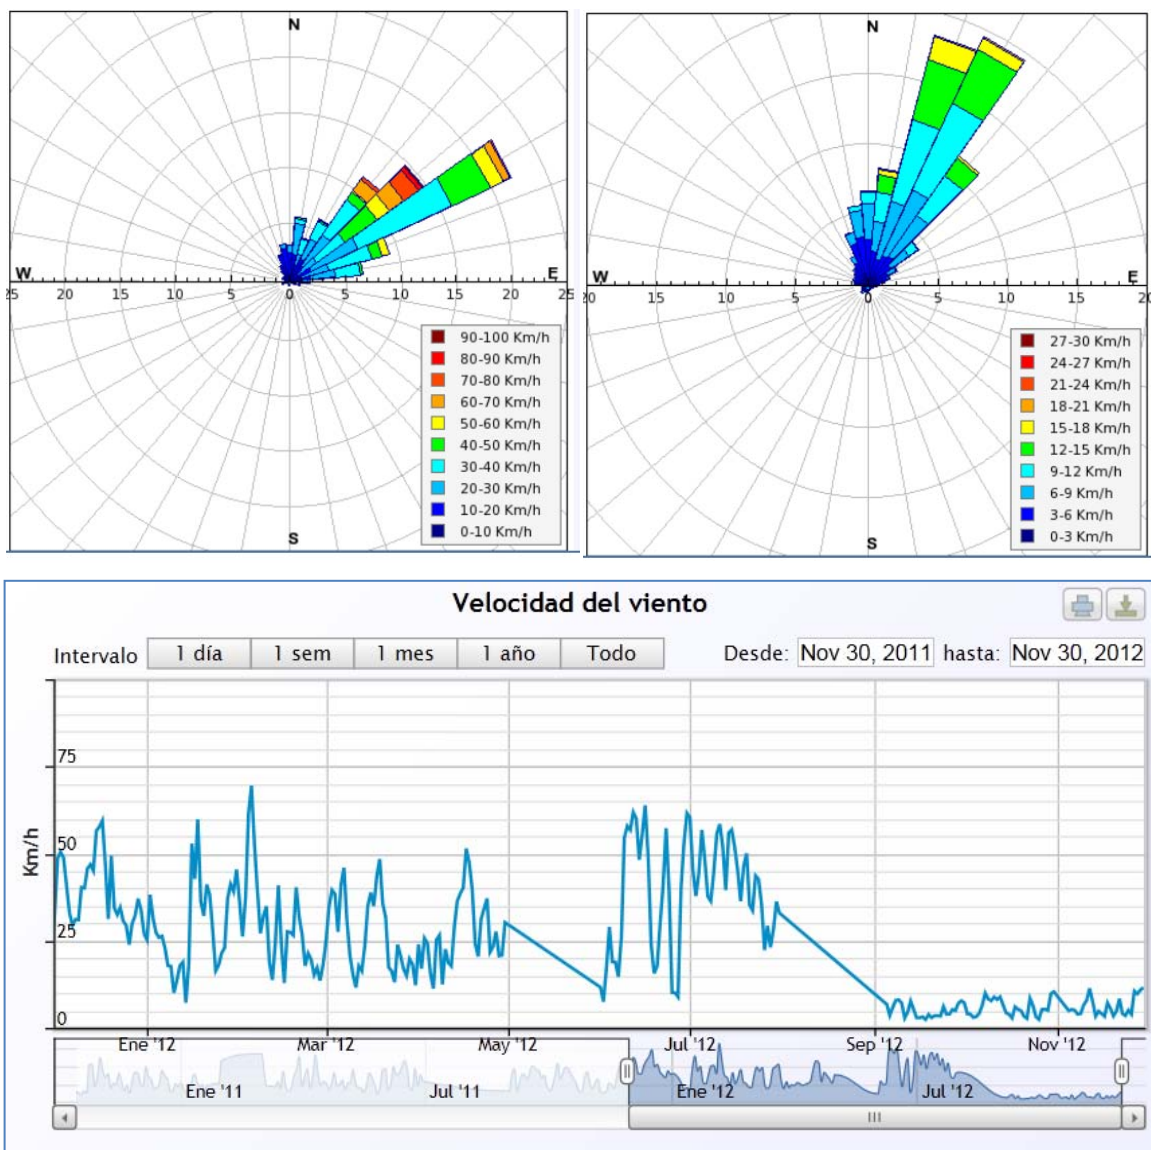 N
W
E
25 20 15 10 5 0 5 10 15 20 25
90-100 Km/h
80-90 Km/h
70-80 Km/h
60-70 Km/h
50-60 Km/h
40-50 Km/h
30-40 Km/h
20-30 Km/h
10-20 Km/h
0-10 Km/h
S
N
W
E
20 15 10 5 0 5 10 15 20
27-30 Km/h
24-27 Km/h
21-24 Km/h
18-21 Km/h
15-18 Km/h
12-15 Km/h
9-12 Km/h
6-9 Km/h
3-6 Km/h
0-3 Km/h
S
Velocidad del viento
Intervalo 1 día 1 sem 1 mes 1 año Todo Desde: Nov 30, 2011 hasta: Nov 30, 2012
75
50
25
0
Km/h
Ene '12 Mar '12 May '12 Jul '12 Sep '12 Nov '12
Ene '11 Jul '11 Ene '12 Jul '12